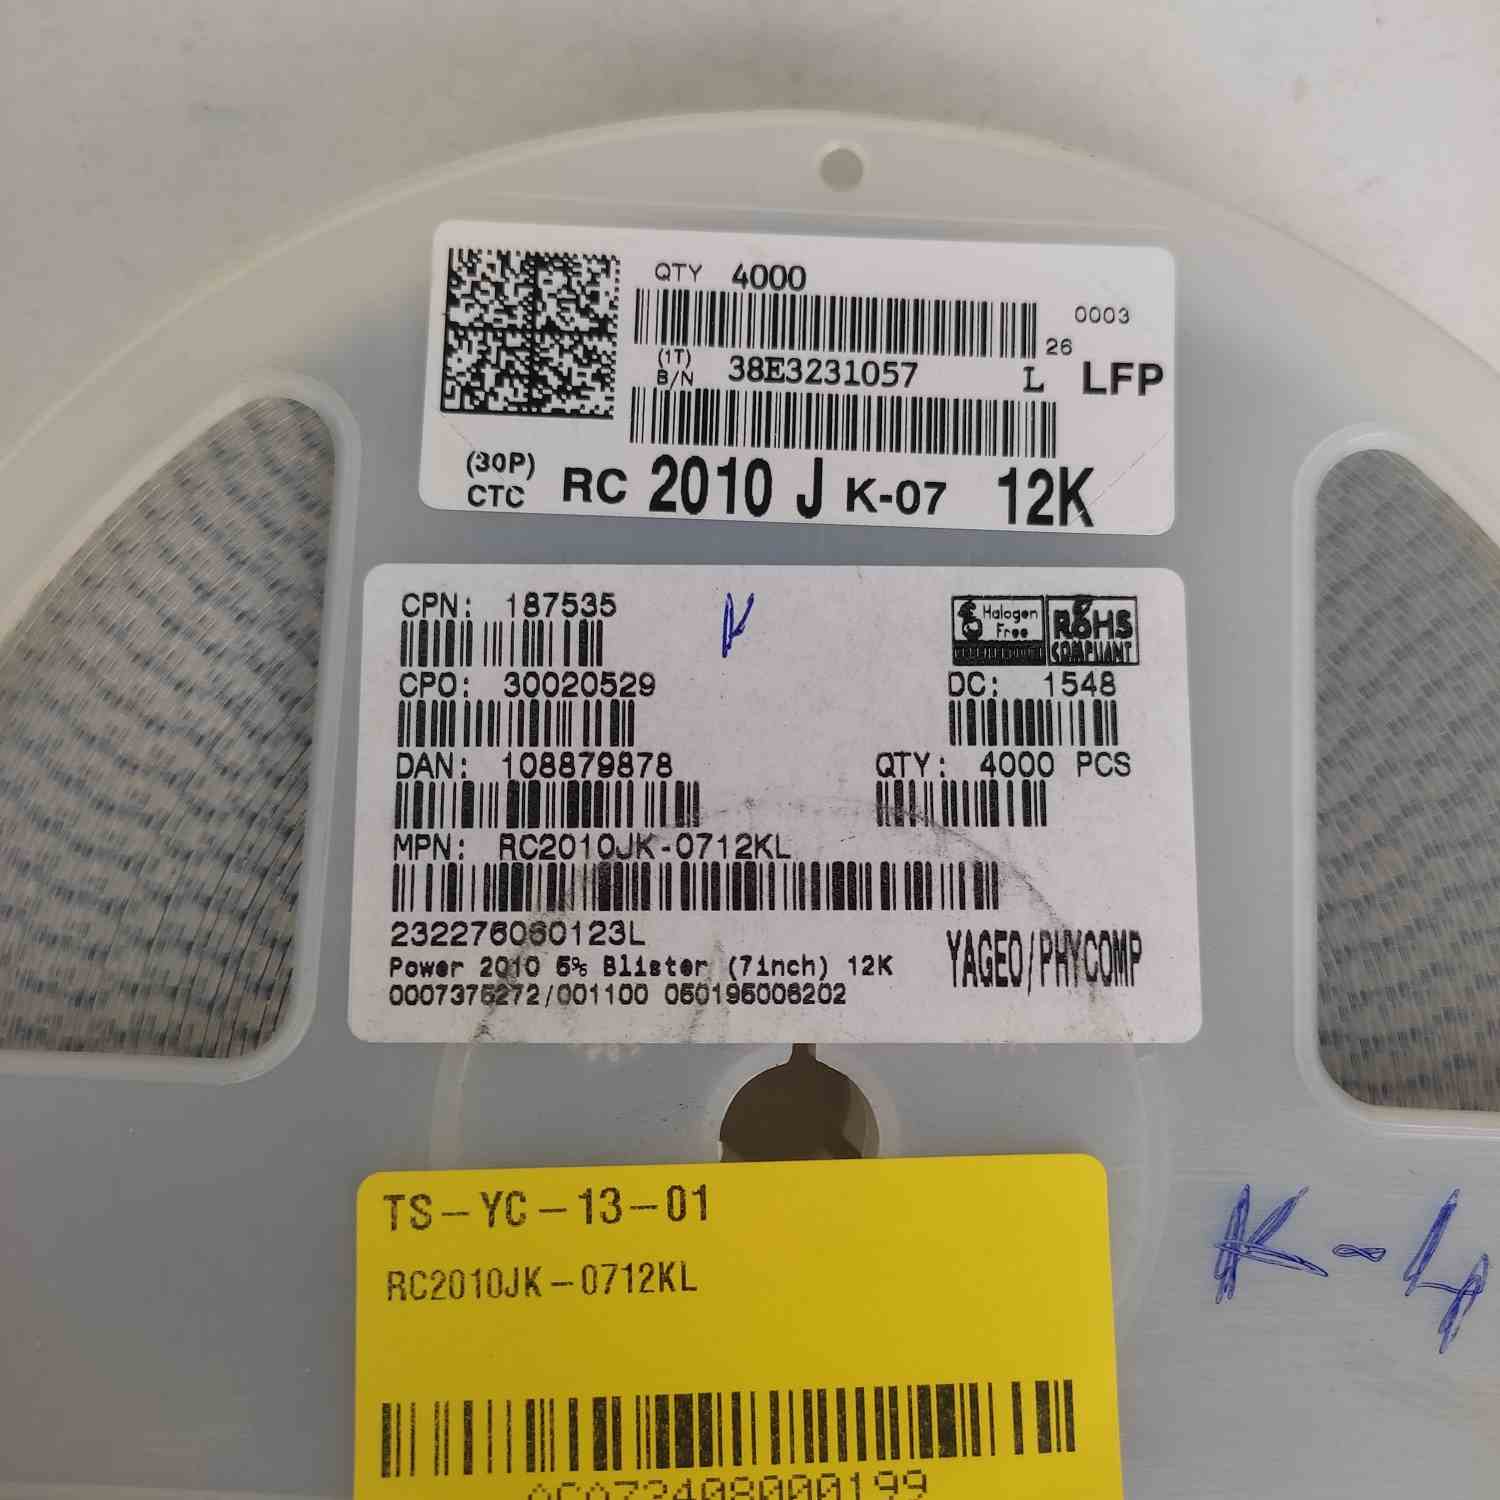 QTY 4000
0003
26
(1T)
B/N 38E3231057 L LFP
(30P)
CTC RC 2010 J K-07 12K
CPN: 187535
Halogen
Free
ROHS
COMPLIANT
CPO: 30020529
DC: 1548
DAN: 108879878
QTY: 4000 PCS
MPN: RC2010JK-0712KL
232276060123L
YAGEO/PHYCOMP
Power 2010 5% Blister (7inch) 12K
0007375272/001100 050195006202
TS-YC-13-01
RC2010JK-0712KL
K-4